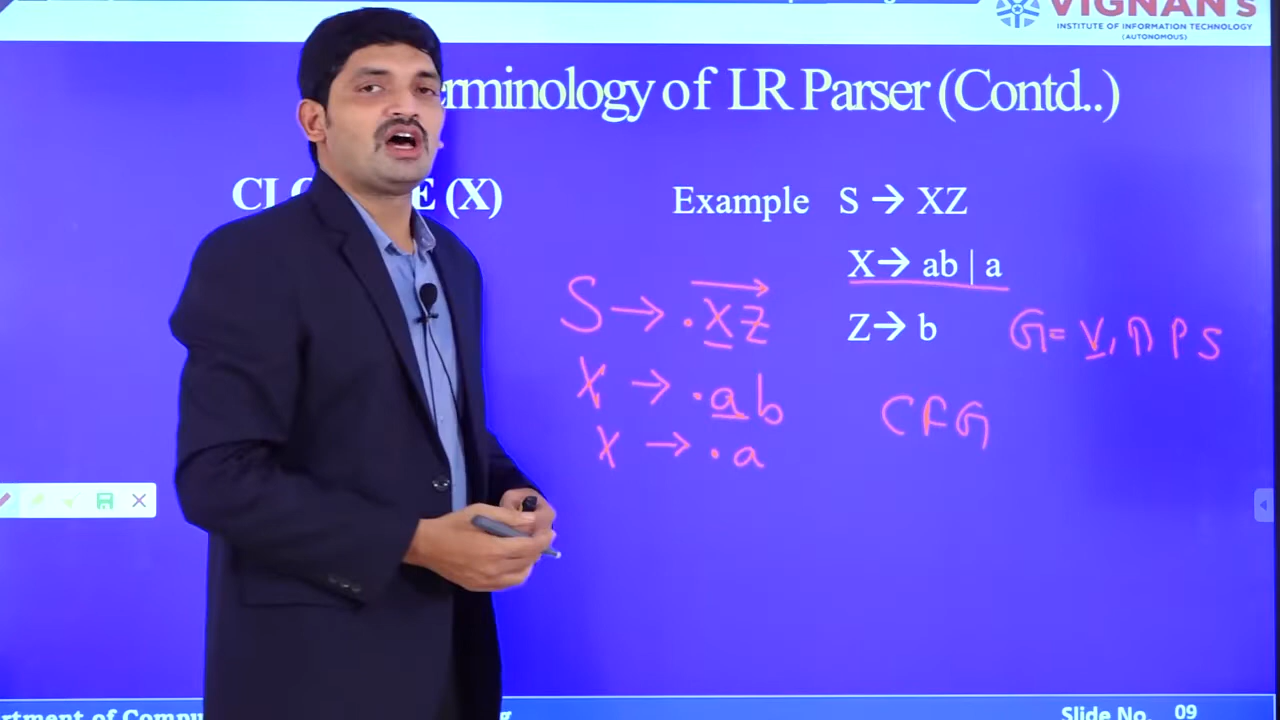 VIGNAN'S
INSTITUTE OF INFORMATION TECHNOLOGY
(AUTONOMOUS)
rminology of LR Parser (Contd..)
(X)
Example S → XZ
X → ab | a
Z → b
S → .XZ
X → .ab
X → .a
G = V, P S
CFG
Slide No. 09